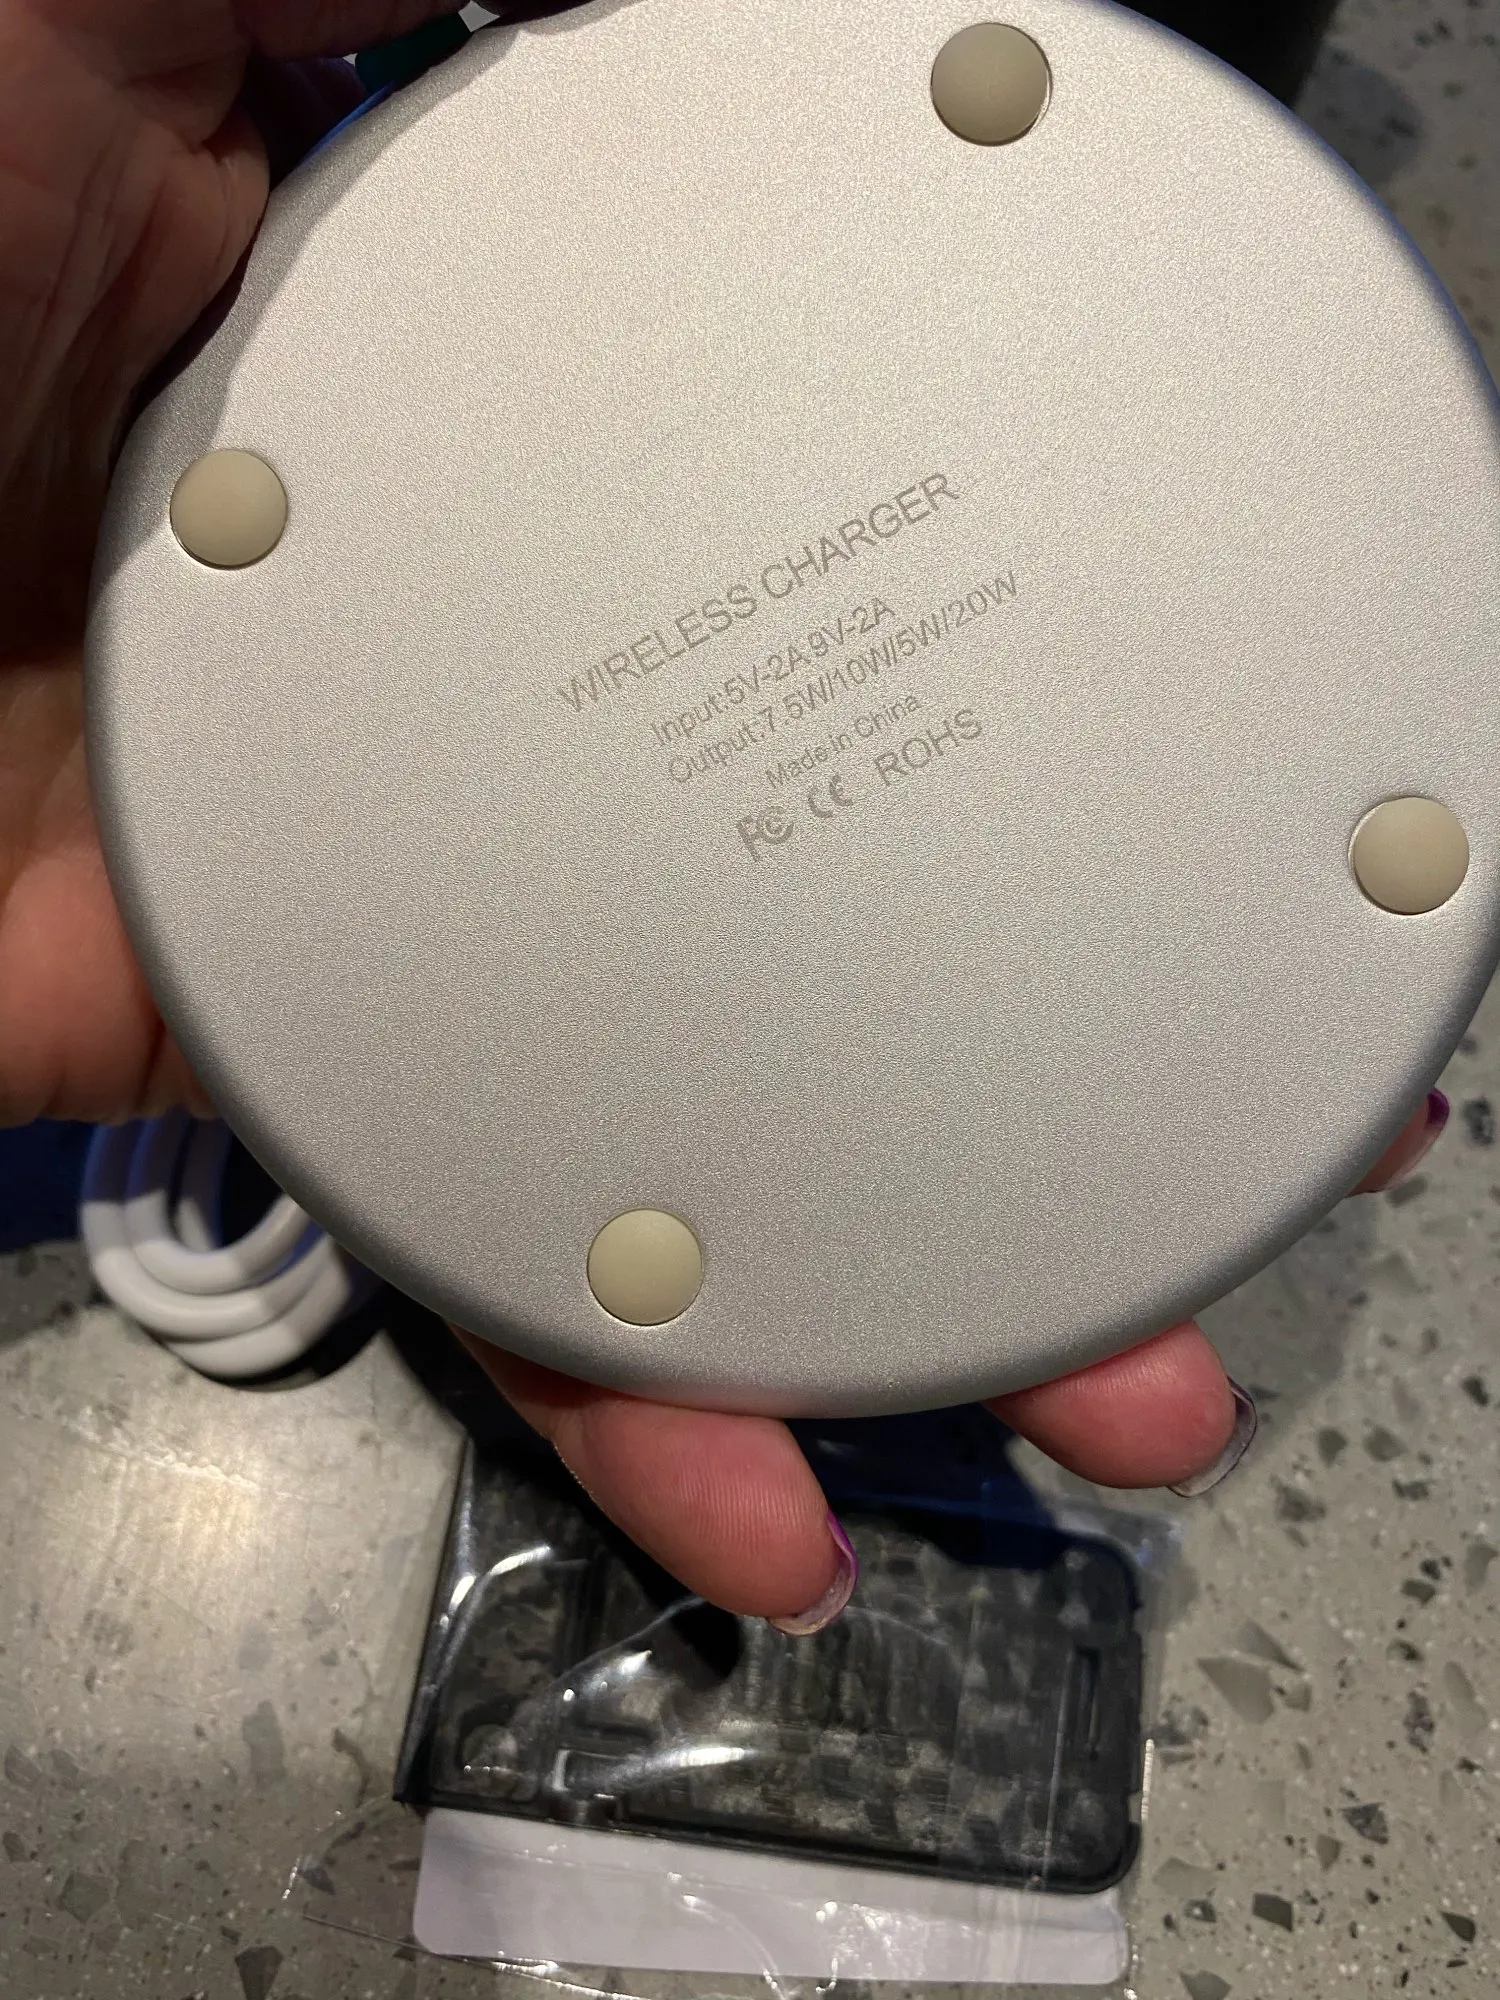 WIRELESS CHARGER
Input:5V-2A 9V-2A
Output:7.5W/10W/5W/20W
Made in China
FC CE ROHS